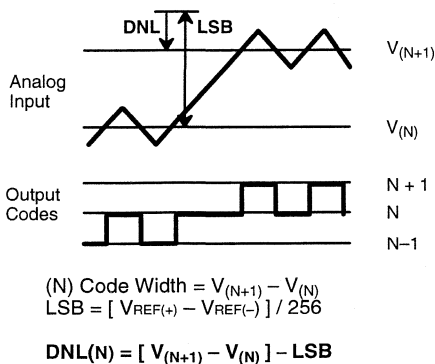 DNL LSB
V(N+1)
Analog
Input
V(N)
Output
Codes
N + 1
N
N–1
(N) Code Width = V(N+1) – V(N)
LSB = [ VREF(+) – VREF(–) ] / 256
DNL(N) = [ V(N+1) – V(N) ] – LSB